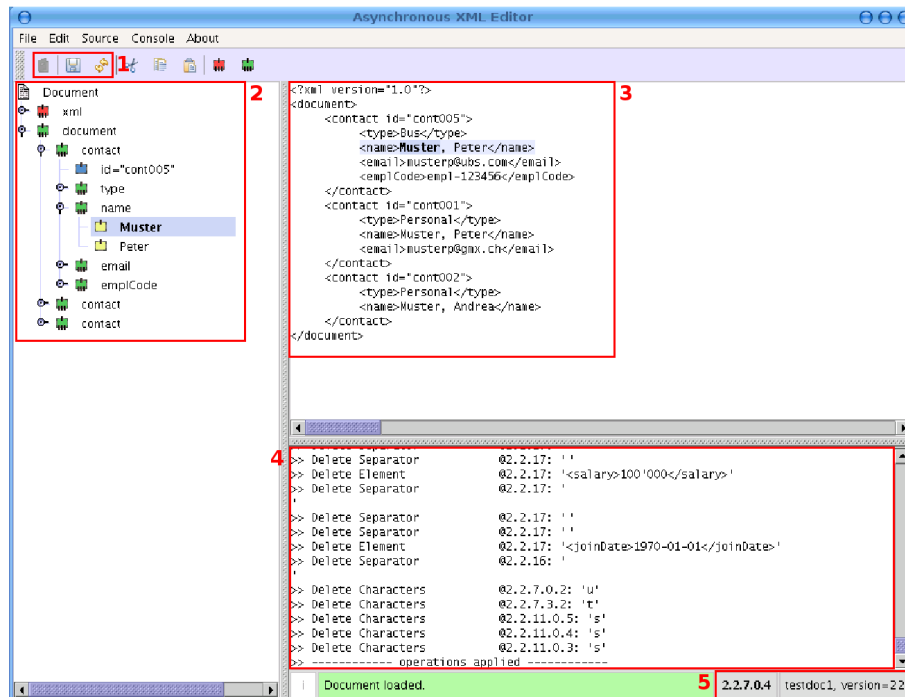 Asynchronous XML Editor
File Edit Source Console About
1
2
Document
xml
document
contact
id="cont005"
type
name
Muster
Peter
email
emplCode
contact
contact
3
<?xml version="1.0"?>
<document>
<contact id="cont005">
<type>Bus</type>
<name>Muster, Peter</name>
<email>musterp@ubs.com</email>
<emplCode>empl-123456</emplCode>
</contact>
<contact id="cont001">
<type>Personal</type>
<name>Muster, Peter</name>
<email>musterp@gmx.ch</email>
</contact>
<contact id="cont002">
<type>Personal</type>
<name>Muster, Andrea</name>
</contact>
</document>
4
>> Delete Separator @2.2.17: ' '
>> Delete Element @2.2.17: '<salary>100'000</salary>'
>> Delete Separator @2.2.17: '
'
>> Delete Separator @2.2.17: ' '
>> Delete Separator @2.2.17: ' '
>> Delete Element @2.2.17: '<joinDate>1970-01-01</joinDate>'
>> Delete Separator @2.2.16: '
'
>> Delete Characters @2.2.7.0.2: 'u'
>> Delete Characters @2.2.7.3.2: 't'
>> Delete Characters @2.2.11.0.5: 's'
>> Delete Characters @2.2.11.0.4: 's'
>> Delete Characters @2.2.11.0.3: 's'
>> ------------ operations applied ------------
Document loaded.
5
2.2.7.0.4
testdoc1, version=22